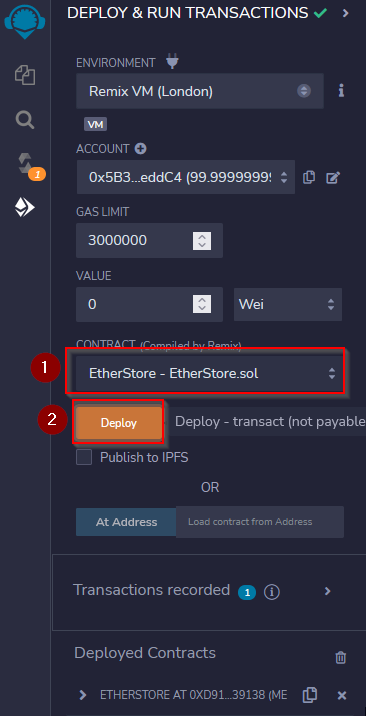 DEPLOY & RUN TRANSACTIONS
ENVIRONMENT
Remix VM (London)
VM
ACCOUNT
0x5B3...eddC4 (99.99999999
1
GAS LIMIT
3000000
VALUE
0 Wei
CONTRACT (Compiled by Remix)
1 EtherStore - EtherStore.sol
2 Deploy Deploy - transact (not payable
Publish to IPFS
OR
At Address Load contract from Address
Transactions recorded 1 i
Deployed Contracts
ETHERSTORE AT 0XD91...39138 (ME